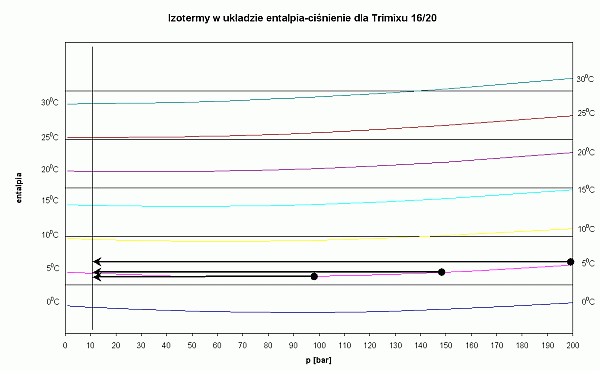 Izotermy w układzie entalpia-ciśnienie dla Trimixu 16/20
30⁰C
30⁰C
25⁰C
25⁰C
20⁰C
20⁰C
15⁰C
15⁰C
10⁰C
10⁰C
5⁰C
5⁰C
0⁰C
0⁰C
entalpia
0 10 20 30 40 50 60 70 80 90 100 110 120 130 140 150 160 170 180 190 200
p [bar]